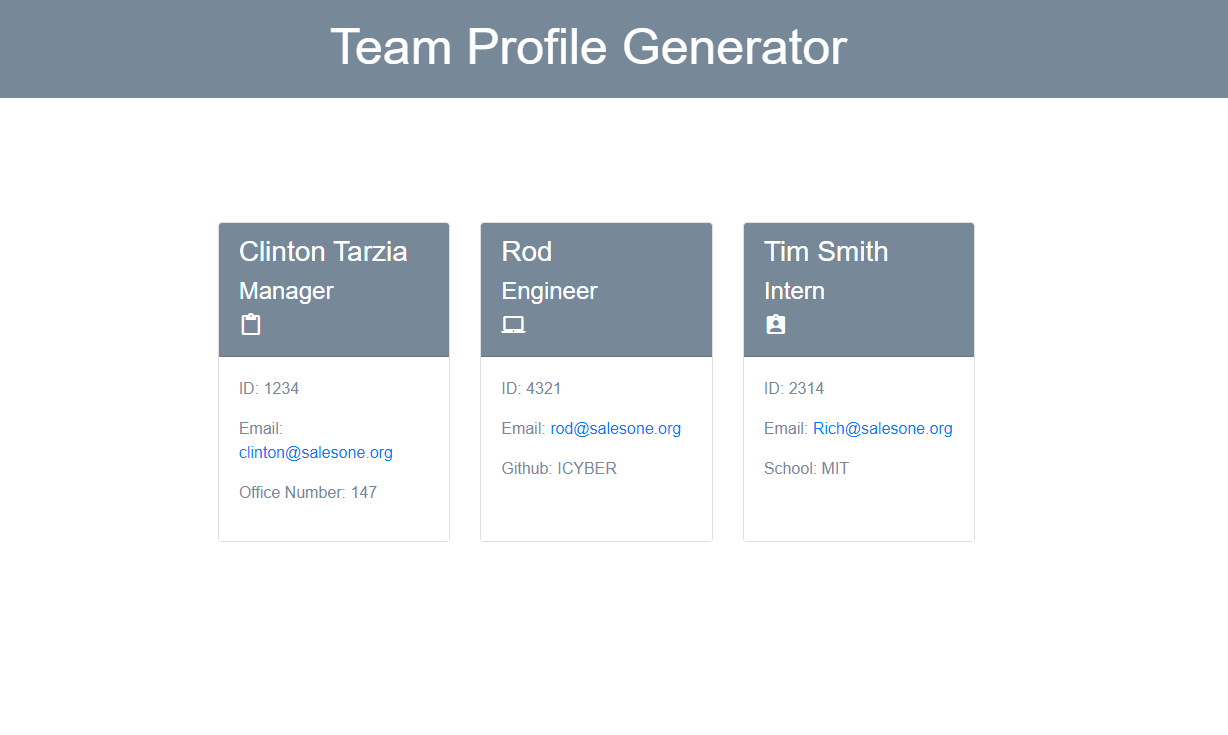 Team Profile Generator
Clinton Tarzia
Manager
ID: 1234
Email:
clinton@salesone.org
Office Number: 147
Rod
Engineer
ID: 4321
Email: rod@salesone.org
Github: ICYBER
Tim Smith
Intern
ID: 2314
Email: Rich@salesone.org
School: MIT